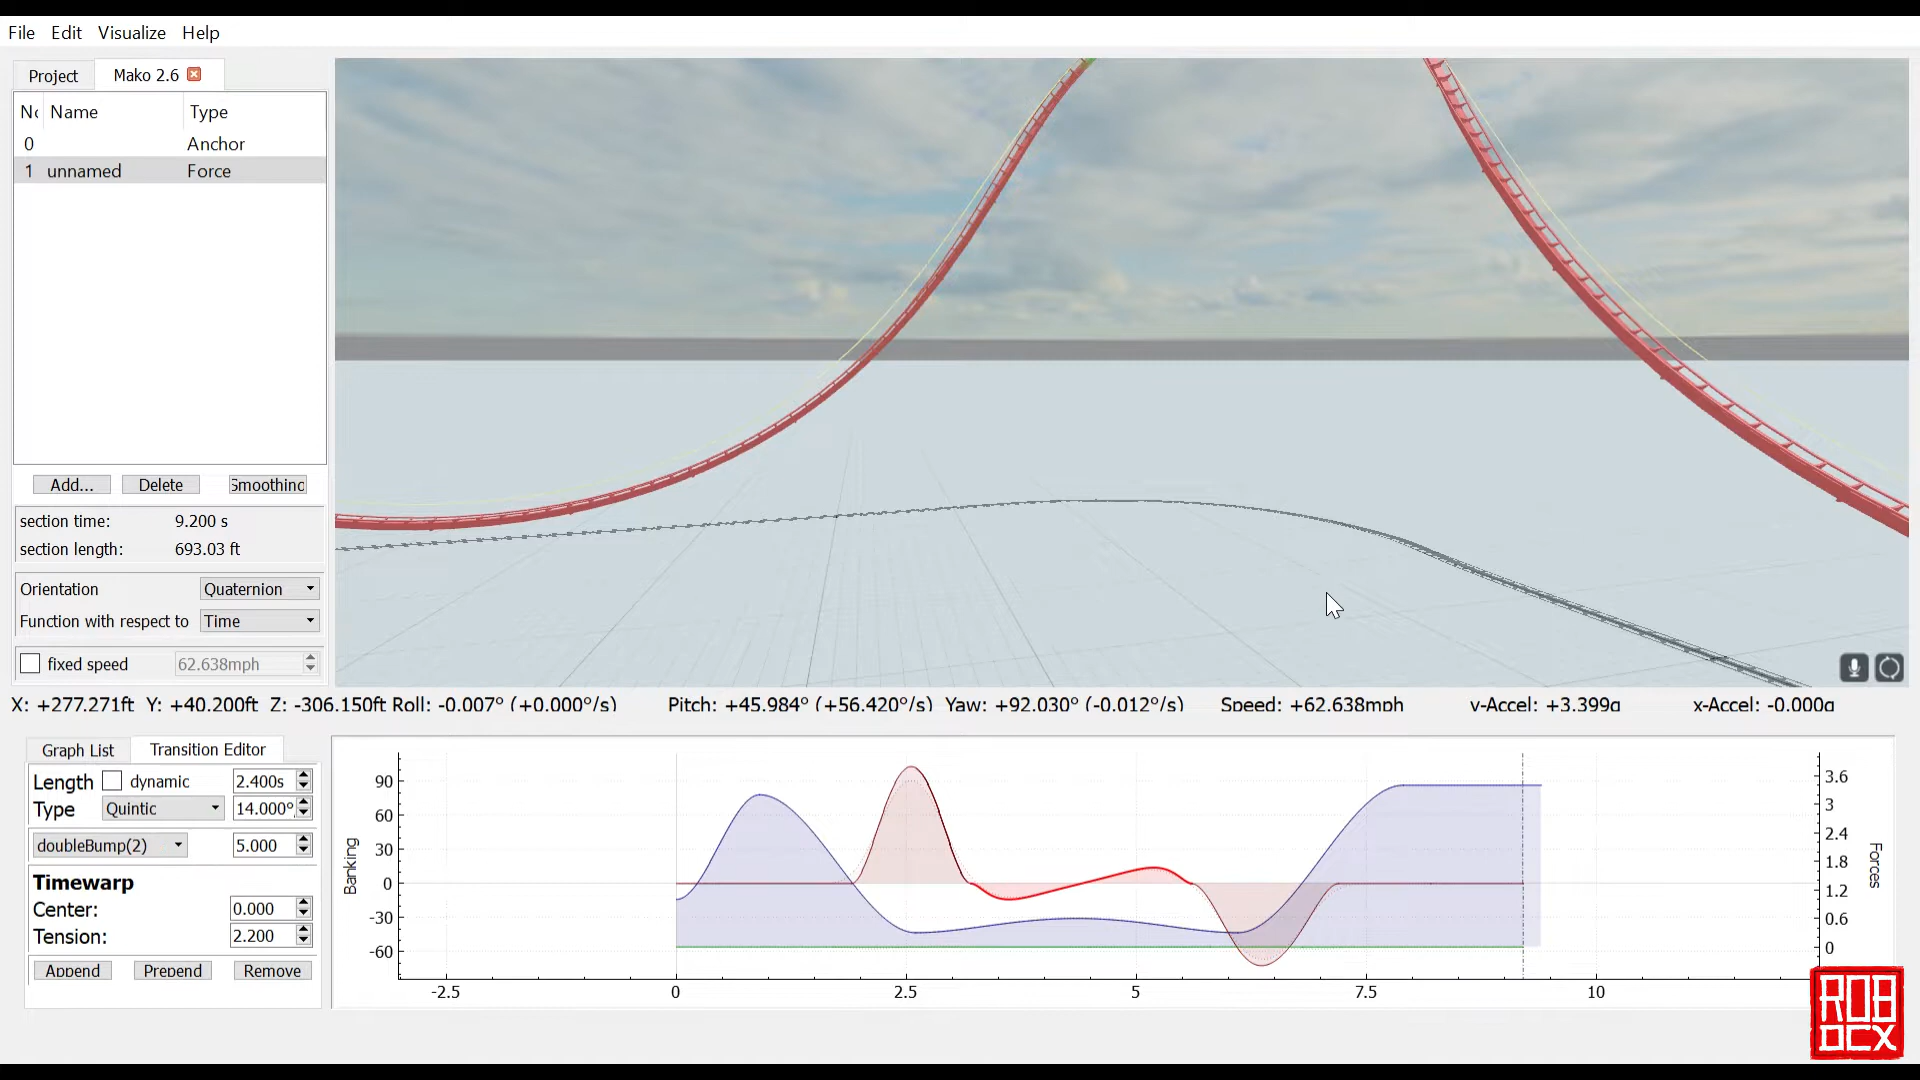 File Edit Visualize Help
Project Mako 2.6
Nc Name Type
0 Anchor
1 unnamed Force
Add... Delete Smoothing
section time: 9.200 s
section length: 693.03 ft
Orientation Quaternion
Function with respect to Time
fixed speed 62.638mph
X: +277.271ft Y: +40.200ft Z: -306.150ft Roll: -0.007° (+0.000°/s) Pitch: +45.984° (+56.420°/s) Yaw: +92.030° (-0.012°/s) Speed: +62.638mph y-Accel: +3.399g x-Accel: -0.000g
Graph List Transition Editor
Length dynamic 2.400s
Type Quintic 14.000°
doubleBump(2) 5.000
Timewarp
Center: 0.000
Tension: 2.200
Append Prepend Remove
Banking
90
60
30
0
-30
-60
-2.5 0 2.5 5 7.5 10
3.6
3
2.4
1.8
1.2
0.6
0
Forces
ROB
DCX